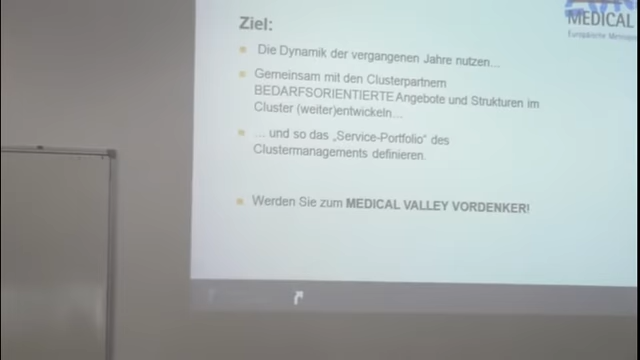 MEDICAL
Ziel:
Die Dynamik der vergangenen Jahre nutzen...
Gemeinsam mit den Clusterpartnern
BEDARFSORIENTIERTE Angebote und Strukturen im
Cluster (weiter)entwickeln...
... und so das „Service-Portfolio" des
Clustermanagements definieren.
Werden Sie zum MEDICAL VALLEY VORDENKER!